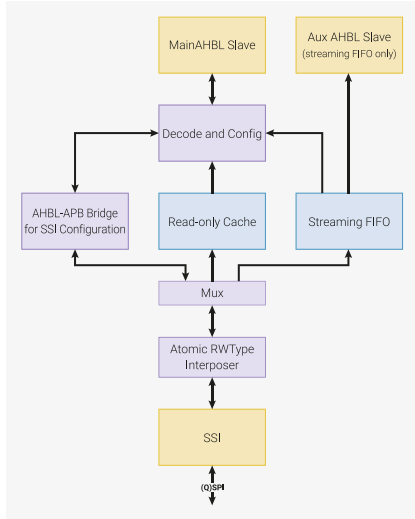 MainAHBL Slave
Aux AHBL Slave
(streaming FIFO only)
Decode and Config
AHBL-APB Bridge
for SSI Configuration
Read-only Cache
Streaming FIFO
Mux
Atomic RWType
Interposer
SSI
(Q)SPI